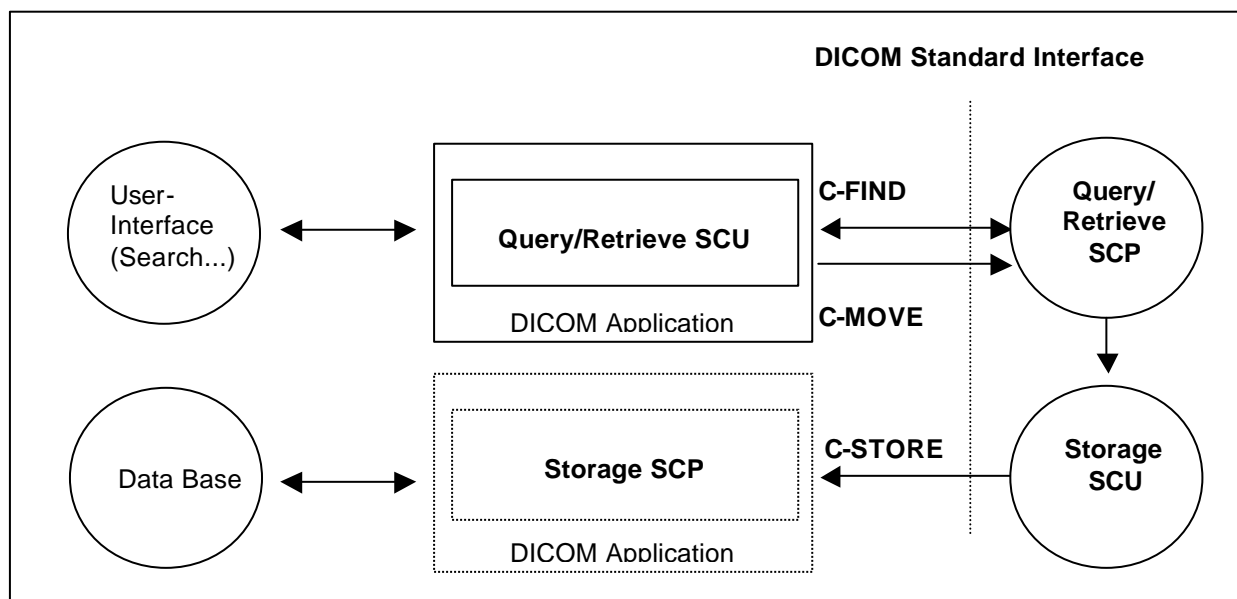 DICOM Standard Interface
User-
Interface
(Search...)
Query/Retrieve SCU
DICOM Application
C-FIND
C-MOVE
Query/
Retrieve
SCP
Data Base
Storage SCP
DICOM Application
C-STORE
Storage
SCU